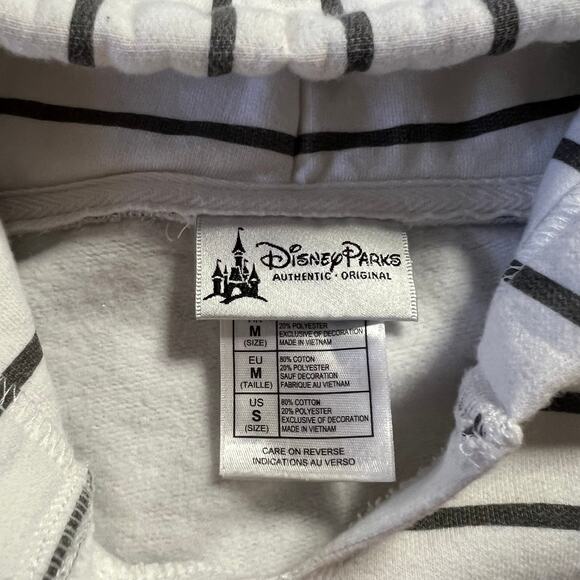 Disney Parks
AUTHENTIC · ORIGINAL
M
(SIZE)
20% POLYESTER
EXCLUSIVE OF DECORATION
MADE IN VIETNAM
EU
M
(TAILLE)
80% COTON
20% POLYESTER
SAUF DECORATION
FABRIQUE AU VIETNAM
US
S
(SIZE)
80% COTTON
20% POLYESTER
EXCLUSIVE OF DECORATION
MADE IN VIETNAM
CARE ON REVERSE
INDICATIONS AU VERSO